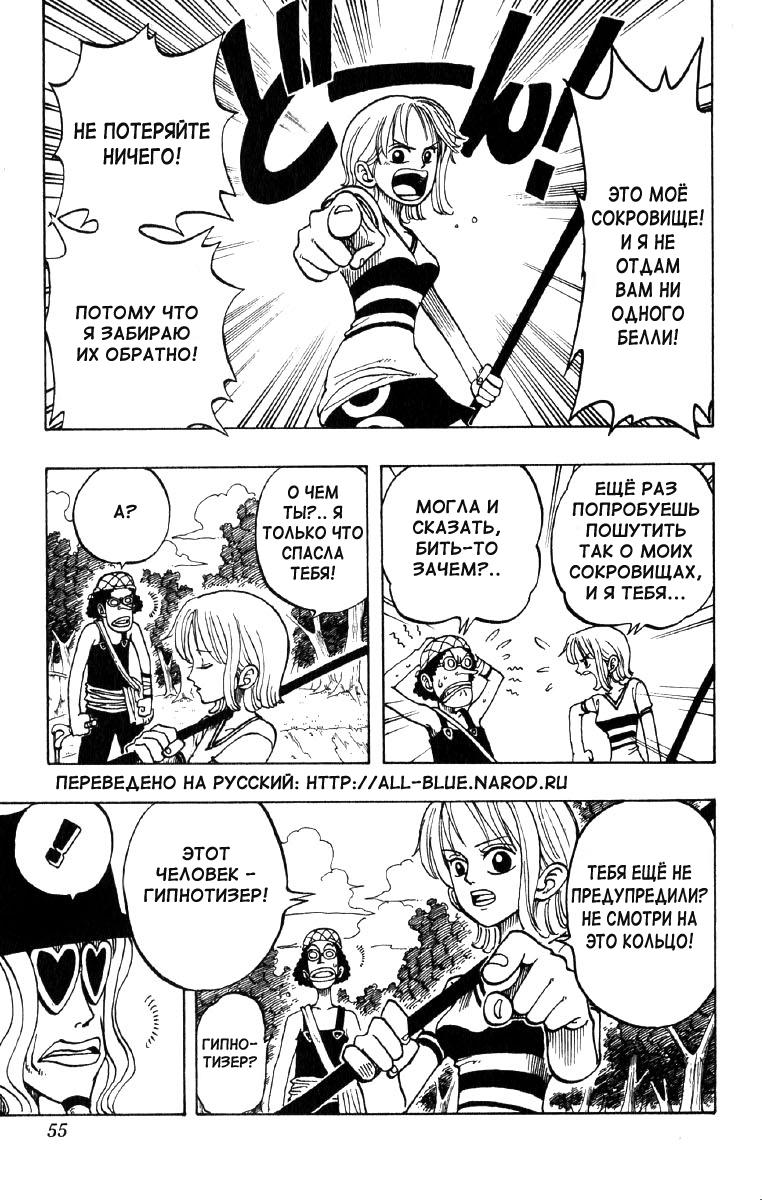 どーん!
ЭТО МОЁ
СОКРОВИЩЕ!
И Я НЕ
ОТДАМ
ВАМ НИ
ОДНОГО
БЕЛЛИ!
НЕ ПОТЕРЯЙТЕ
НИЧЕГО!
ПОТОМУ ЧТО
Я ЗАБИРАЮ
ИХ ОБРАТНО!
А?
О ЧЕМ
ТЫ?.. Я
ТОЛЬКО ЧТО
СПАСЛА
ТЕБЯ!
МОГЛА И
СКАЗАТЬ,
БИТЬ-ТО
ЗАЧЕМ?..
ЕЩЁ РАЗ
ПОПРОБУЕШЬ
ПОШУТИТЬ
ТАК О МОИХ
СОКРОВИЩАХ,
И Я ТЕБЯ...
ПЕРЕВЕДЕНО НА РУССКИЙ: HTTP://ALL-BLUE.NAROD.RU
!
ЭТОТ
ЧЕЛОВЕК -
ГИПНОТИЗЕР!
ТЕБЯ ЕЩЁ НЕ
ПРЕДУПРЕДИЛИ?
НЕ СМОТРИ НА
ЭТО КОЛЬЦО!
ГИПНО-
ТИЗЕР?
55